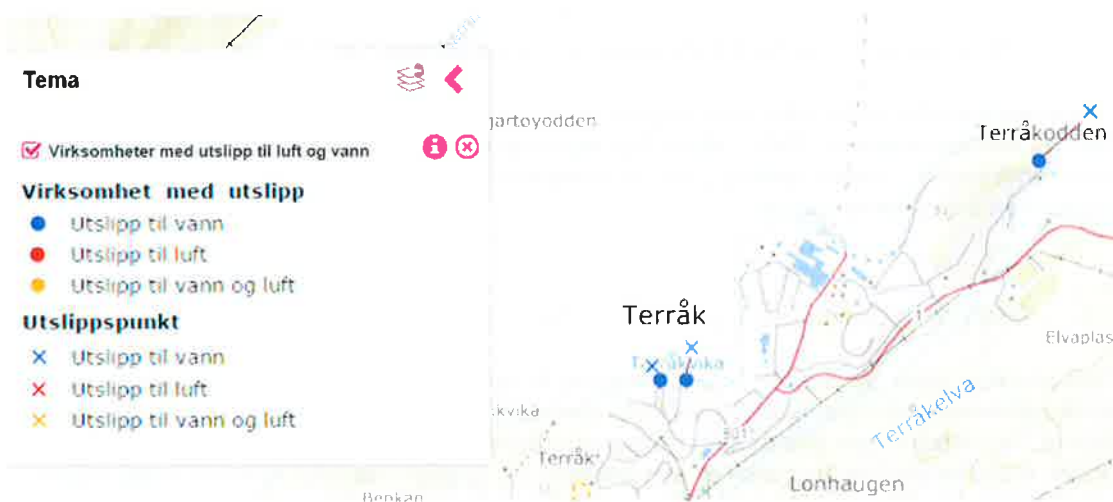 Tema
Virksomheter med utslipp til luft og vann
Virksomhet med utslipp
Utslipp til vann
Utslipp til luft
Utslipp til vann og luft
Utslippspunkt
Utslipp til vann
Utslipp til luft
Utslipp til vann og luft
Terråkodden
Terråk
Elvaplas
Terråkelva
kvika
Terråk
Lonhaugen